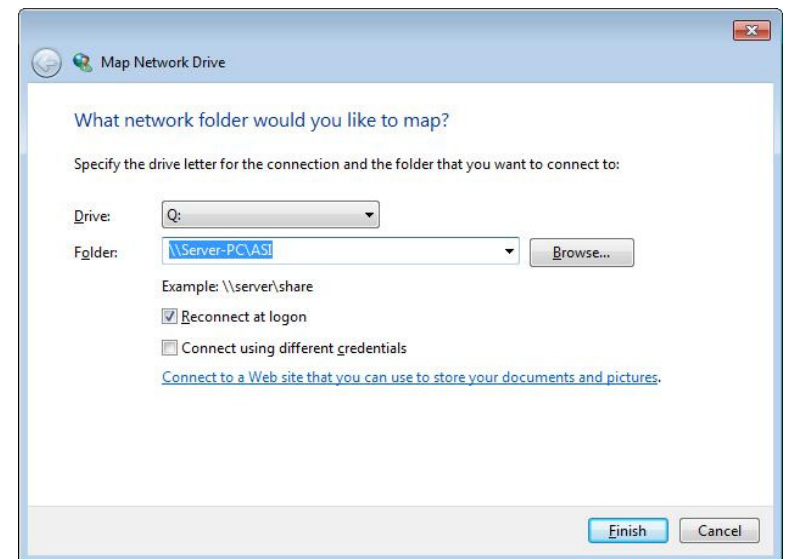 Map Network Drive
What network folder would you like to map?
Specify the drive letter for the connection and the folder that you want to connect to:
Drive: Q:
Folder: \\Server-PC\ASI Browse...
Example: \\server\share
Reconnect at logon
Connect using different credentials
Connect to a Web site that you can use to store your documents and pictures.
Finish Cancel